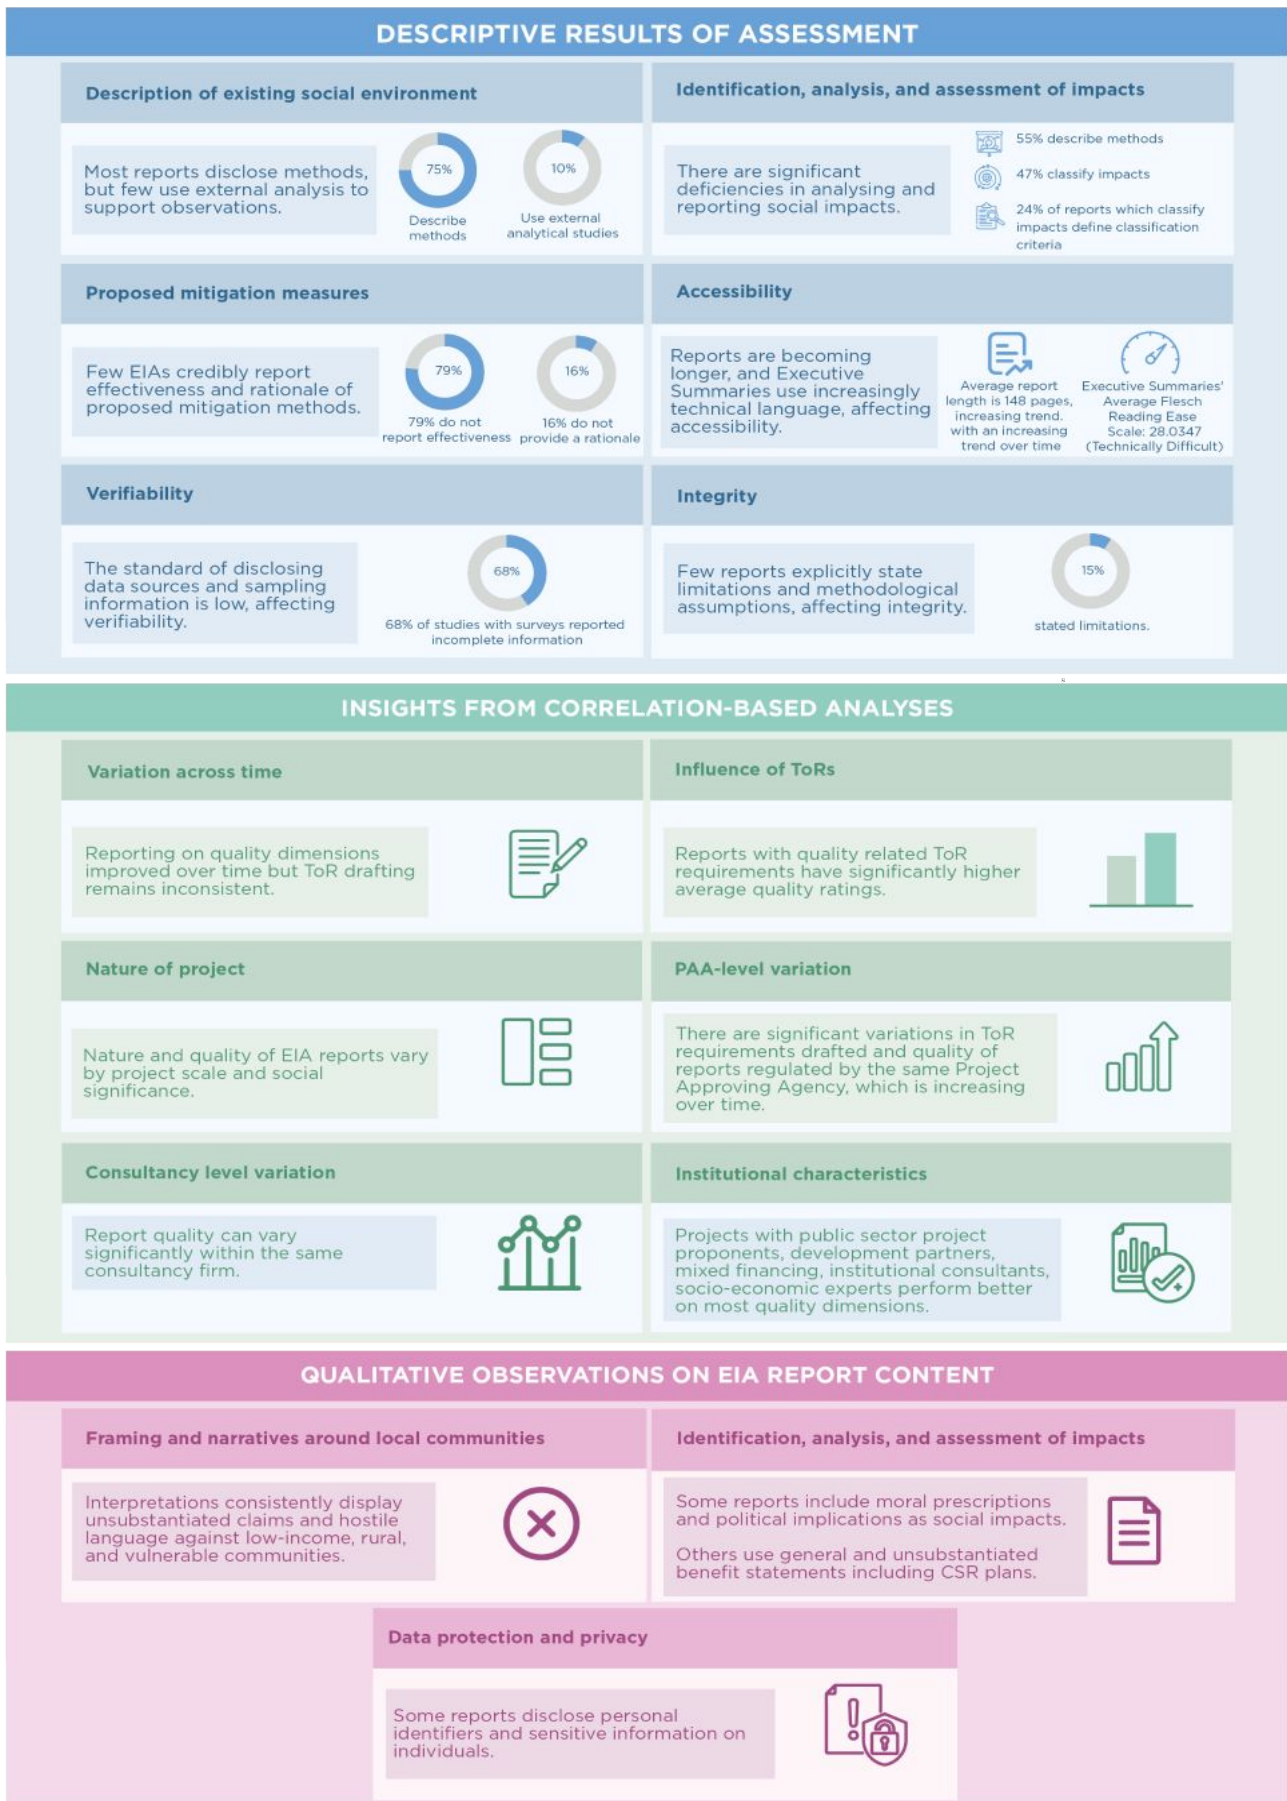 DESCRIPTIVE RESULTS OF ASSESSMENT
Description of existing social environment
Most reports disclose methods,
but few use external analysis to
support observations.
75%
Describe
methods
10%
Use external
analytical studies
Identification, analysis, and assessment of impacts
There are significant
deficiencies in analysing and
reporting social impacts.
55% describe methods
47% classify impacts
24% of reports which classify
impacts define classification
criteria
Proposed mitigation measures
Few EIAs credibly report
effectiveness and rationale of
proposed mitigation methods.
79%
79% do not
report effectiveness
16%
16% do not
provide a rationale
Accessibility
Reports are becoming
longer, and Executive
Summaries use increasingly
technical language, affecting
accessibility.
Average report
length is 148 pages,
increasing trend.
with an increasing
trend over time
Executive Summaries'
Average Flesch
Reading Ease
Scale: 28.0347
(Technically Difficult)
Verifiability
The standard of disclosing
data sources and sampling
information is low, affecting
verifiability.
68%
68% of studies with surveys reported
incomplete information
Integrity
Few reports explicitly state
limitations and methodological
assumptions, affecting integrity.
15%
stated limitations.
INSIGHTS FROM CORRELATION-BASED ANALYSES
Variation across time
Reporting on quality dimensions
improved over time but ToR drafting
remains inconsistent.
Influence of ToRs
Reports with quality related ToR
requirements have significantly higher
average quality ratings.
Nature of project
Nature and quality of EIA reports vary
by project scale and social
significance.
PAA-level variation
There are significant variations in ToR
requirements drafted and quality of
reports regulated by the same Project
Approving Agency, which is increasing
over time.
Consultancy level variation
Report quality can vary
significantly within the same
consultancy firm.
Institutional characteristics
Projects with public sector project
proponents, development partners,
mixed financing, institutional consultants,
socio-economic experts perform better
on most quality dimensions.
QUALITATIVE OBSERVATIONS ON EIA REPORT CONTENT
Framing and narratives around local communities
Interpretations consistently display
unsubstantiated claims and hostile
language against low-income, rural,
and vulnerable communities.
Identification, analysis, and assessment of impacts
Some reports include moral prescriptions
and political implications as social impacts.
Others use general and unsubstantiated
benefit statements including CSR plans.
Data protection and privacy
Some reports disclose personal
identifiers and sensitive information on
individuals.